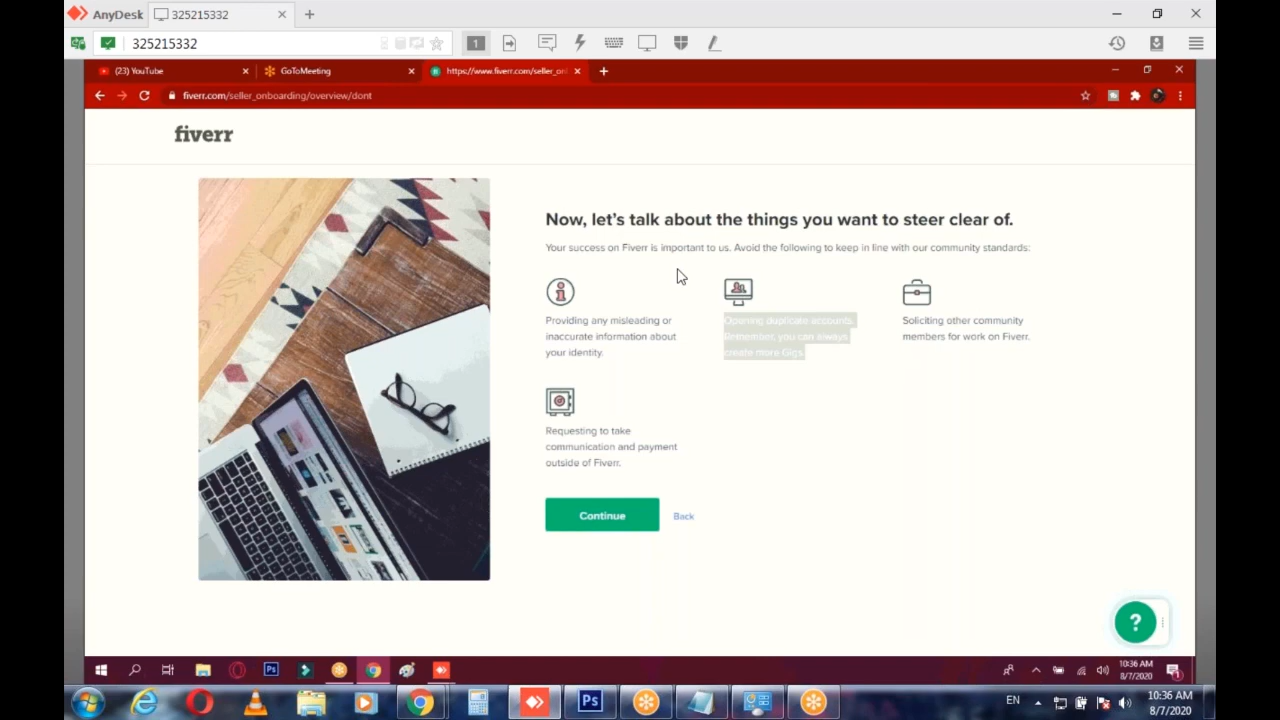 AnyDesk
325215332
325215332
1
(23) YouTube
GoToMeeting
https://www.fiverr.com/seller_onl
fiverr.com/seller_onboarding/overview/dont
fiverr
Now, let's talk about the things you want to steer clear of.
Your success on Fiverr is important to us. Avoid the following to keep in line with our community standards:
Providing any misleading or
inaccurate information about
your identity.
Opening duplicate accounts.
Remember, you can always
create more Gigs.
Soliciting other community
members for work on Fiverr.
Requesting to take
communication and payment
outside of Fiverr.
Continue
Back
?
Ps
10:36 AM
8/7/2020
Ps
EN
10:36 AM
8/7/2020